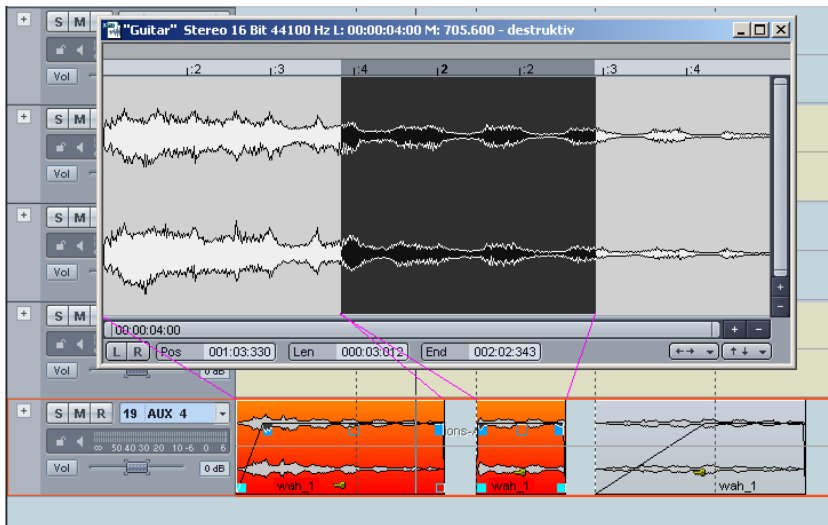 "Guitar" Stereo 16 Bit 44100 Hz L: 00:00:04:00 M: 705.600 - destruktiv
S M
Vol
:2 :3 :4 2 :2 :3 :4
S M
Vol
S M
Vol
S M
00:00:04:00
L R Pos 001:03:330 Len 000:03:012 End 002:02:343
Vol 0 dB
S M R 19 AUX 4
∞ 50 40 30 20 10 -6 0 6
Vol 0 dB
wah_1 wah_1 wah_1